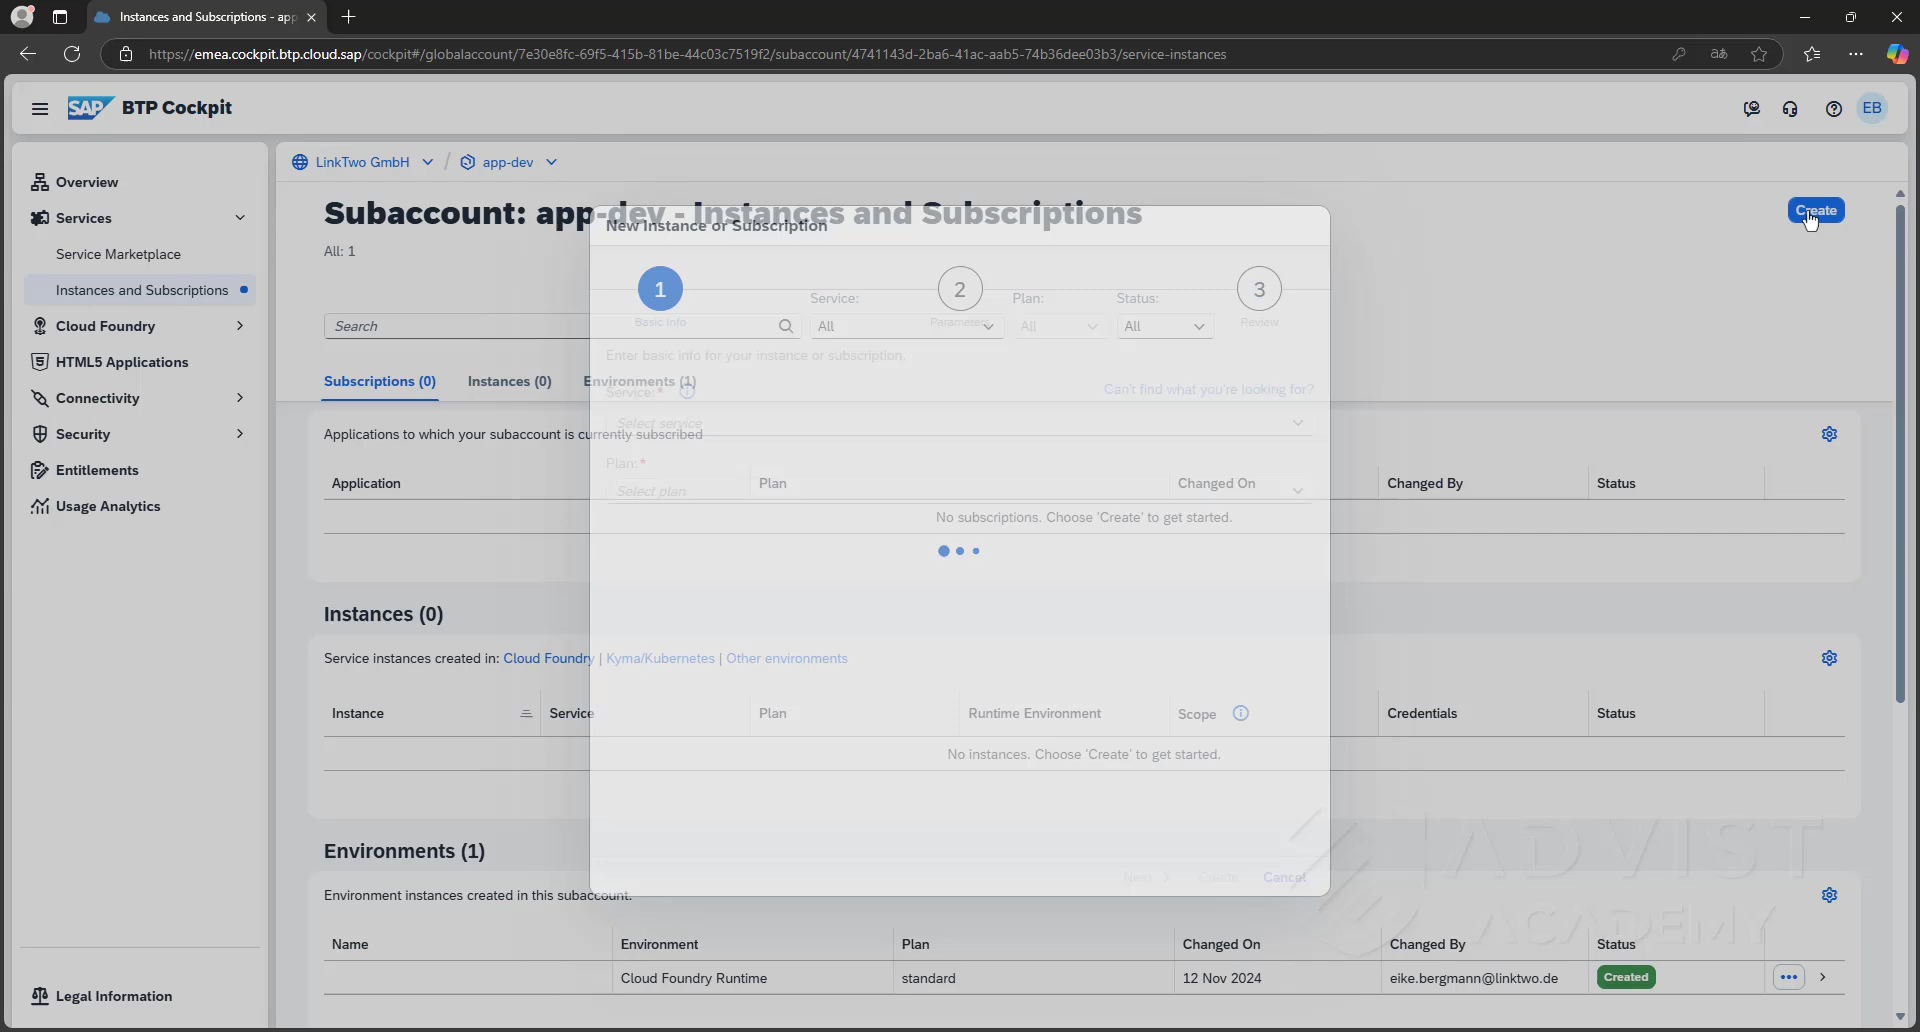 Instances and Subscriptions - app
https://emea.cockpit.btp.cloud.sap/cockpit#/globalaccount/7e30e8fc-69f5-415b-81be-44c03c7519f2/subaccount/4741143d-2ba6-41ac-aab5-74b36dee03b3/service-instances
SAP BTP Cockpit
EB
Overview
Services
Service Marketplace
Instances and Subscriptions
Cloud Foundry
HTML5 Applications
Connectivity
Security
Entitlements
Usage Analytics
Legal Information
LinkTwo GmbH / app-dev
Subaccount: app-dev - Instances and Subscriptions
Create
All: 1
New Instance or Subscription
1 2 3
Basic Info Parameters Review
Service: Plan: Status:
Search All All All
Enter basic info for your instance or subscription.
Subscriptions (0) Instances (0) Environments (1)
Service:* Can't find what you're looking for?
Select service
Applications to which your subaccount is currently subscribed
Plan:*
Select plan
Application Plan Changed On Changed By Status
No subscriptions. Choose 'Create' to get started.
Instances (0)
Service instances created in: Cloud Foundry | Kyma/Kubernetes | Other environments
Instance Service Plan Runtime Environment Scope Credentials Status
No instances. Choose 'Create' to get started.
Environments (1)
Next Create Cancel
Environment instances created in this subaccount.
Name Environment Plan Changed On Changed By Status
Cloud Foundry Runtime standard 12 Nov 2024 eike.bergmann@linktwo.de Created
ADVIST
ACADEMY